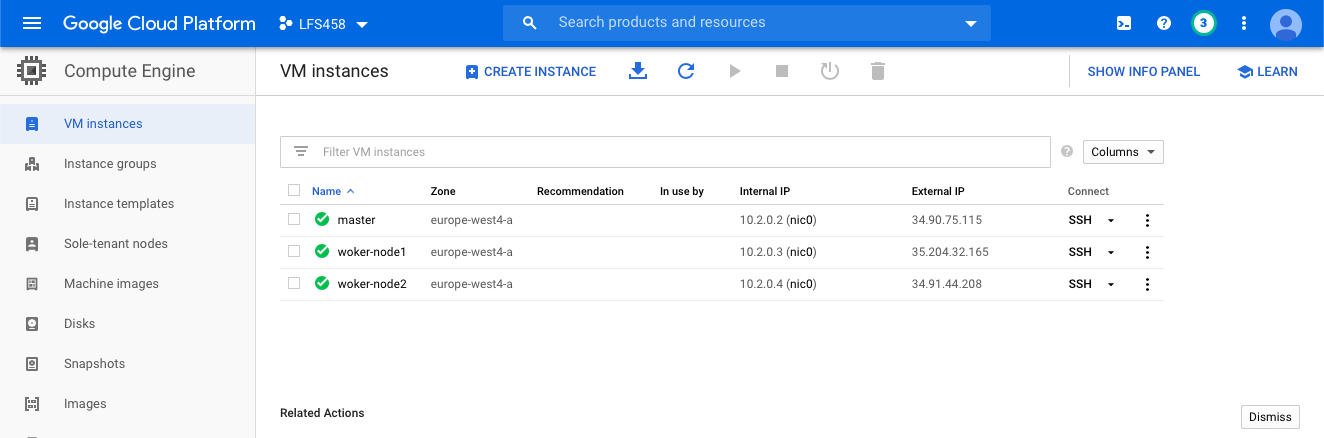 Google Cloud Platform LFS458 Search products and resources 3
Compute Engine VM instances CREATE INSTANCE SHOW INFO PANEL LEARN
VM instances
Instance groups
Instance templates
Sole-tenant nodes
Machine images
Disks
Snapshots
Images
Filter VM instances Columns
Name Zone Recommendation In use by Internal IP External IP Connect
master europe-west4-a 10.2.0.2 (nic0) 34.90.75.115 SSH
woker-node1 europe-west4-a 10.2.0.3 (nic0) 35.204.32.165 SSH
woker-node2 europe-west4-a 10.2.0.4 (nic0) 34.91.44.208 SSH
Related Actions Dismiss